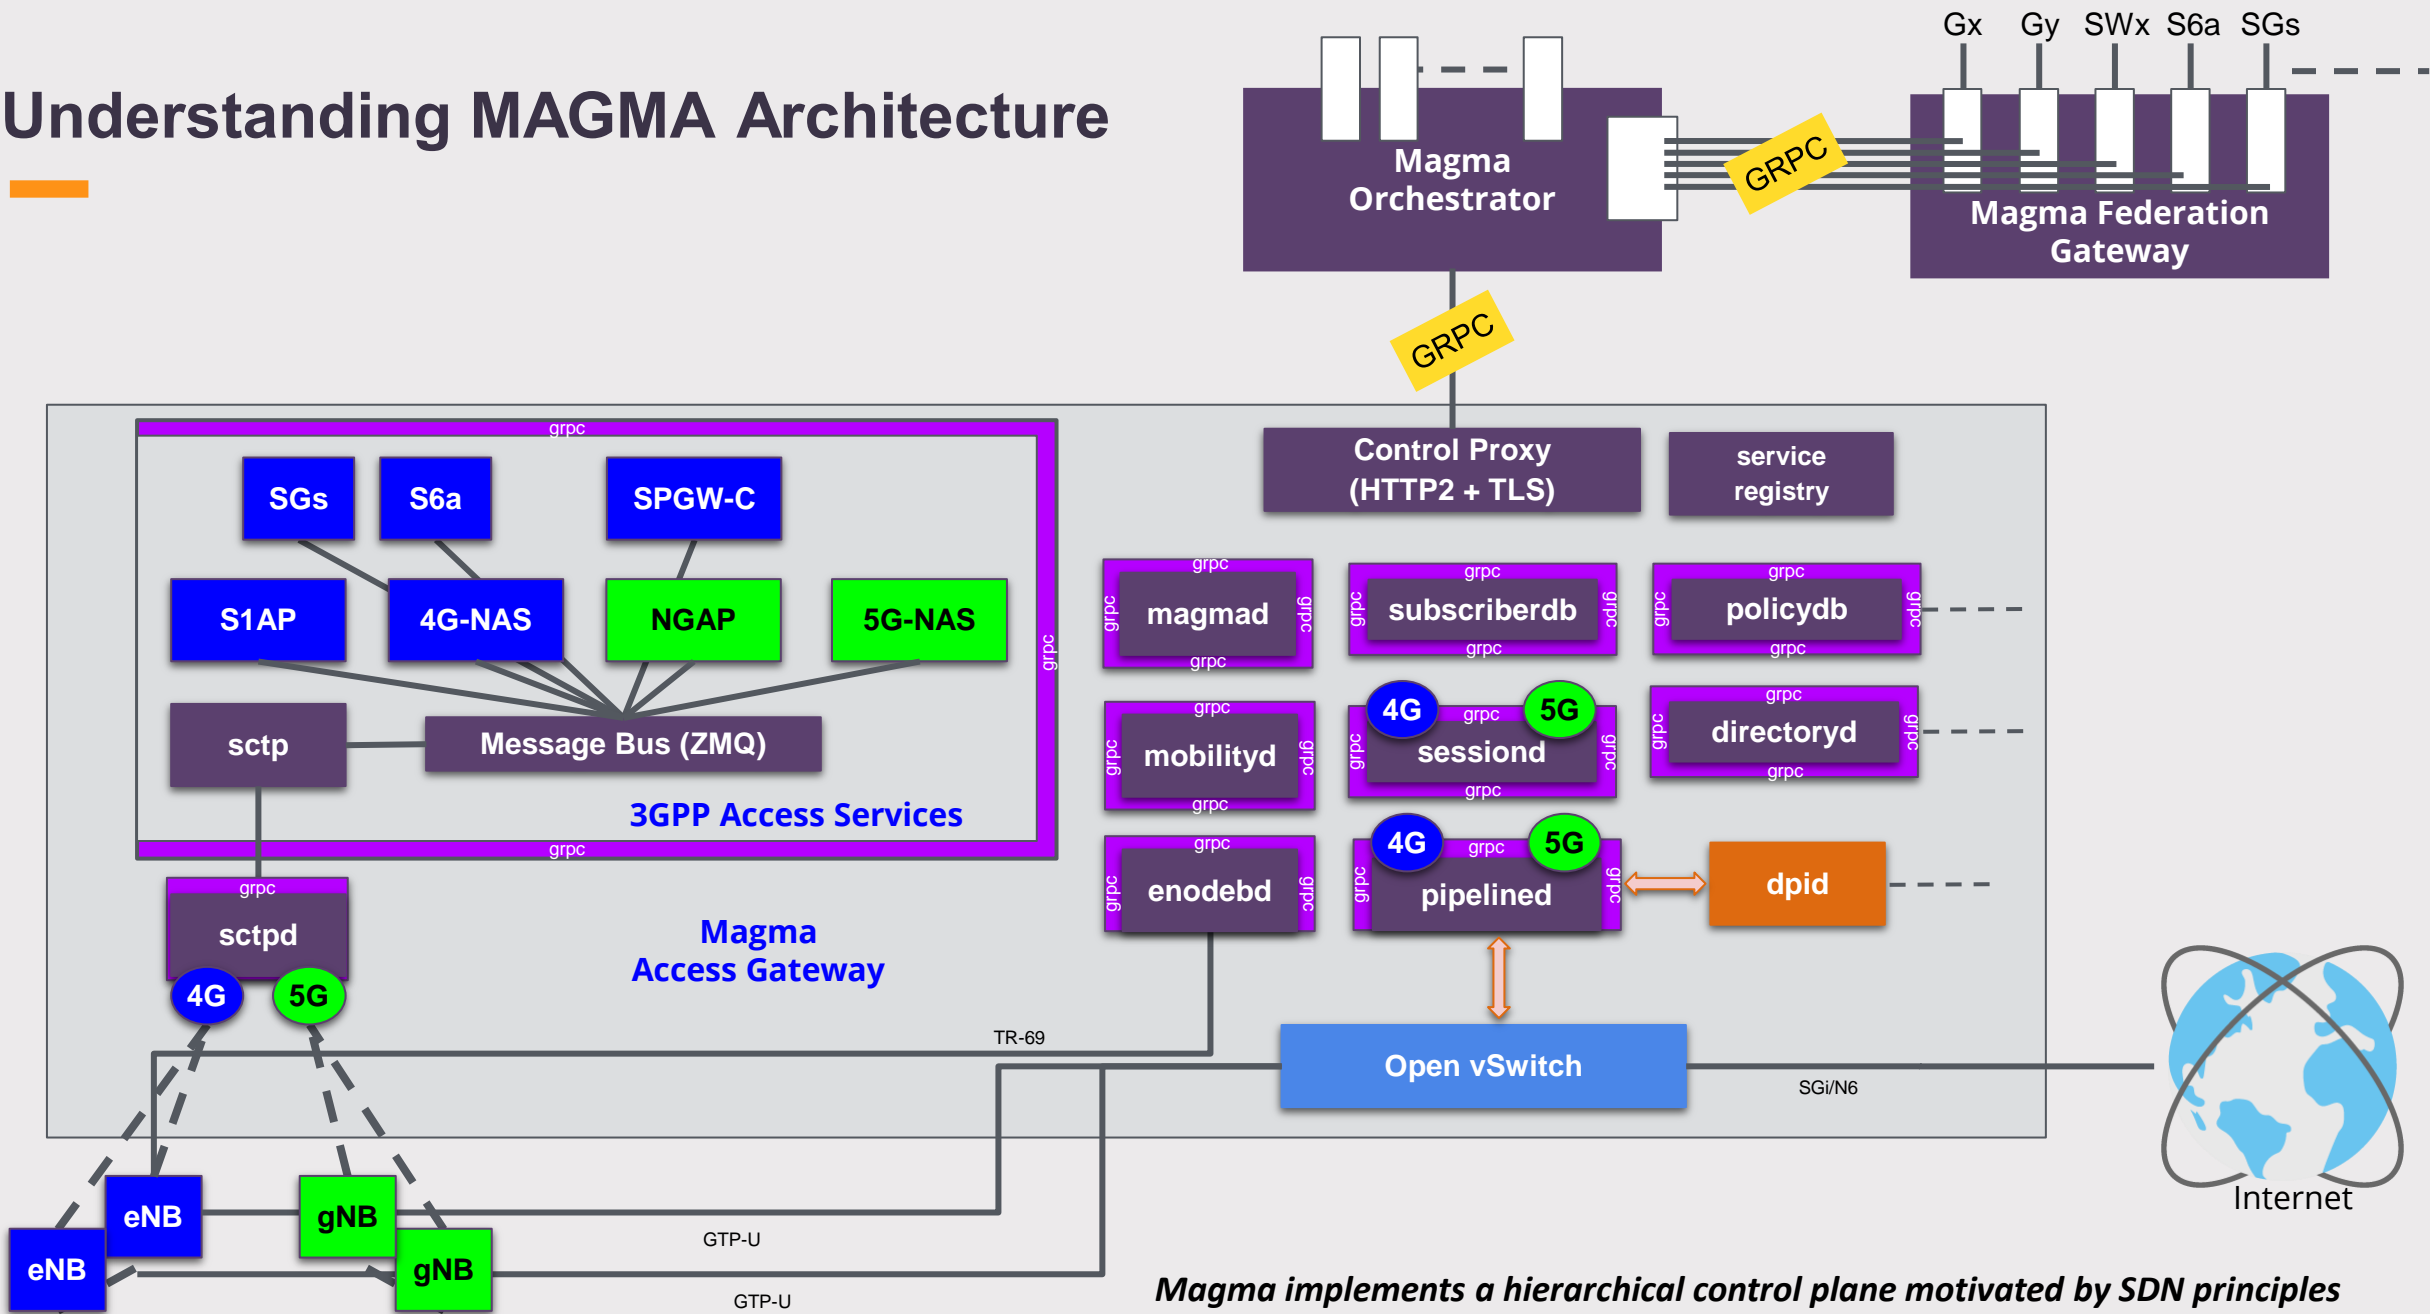 Understanding MAGMA Architecture
Gx Gy SWx S6a SGs
Magma
Orchestrator
GRPC
Magma Federation
Gateway
GRPC
grpc
SGs
S6a
SPGW-C
S1AP
4G-NAS
NGAP
5G-NAS
grpc
sctp
Message Bus (ZMQ)
3GPP Access Services
grpc
grpc
sctpd
4G
5G
Magma
Access Gateway
Control Proxy
(HTTP2 + TLS)
service
registry
grpc
grpc
magmad
grpc
grpc
grpc
grpc
subscriberdb
grpc
grpc
grpc
grpc
policydb
grpc
grpc
grpc
grpc
mobilityd
grpc
grpc
4G
grpc
5G
grpc
sessiond
grpc
grpc
grpc
grpc
directoryd
grpc
grpc
grpc
grpc
enodebd
grpc
4G
grpc
5G
grpc
pipelined
grpc
dpid
TR-69
Open vSwitch
SGi/N6
Internet
eNB
eNB
gNB
gNB
GTP-U
GTP-U
Magma implements a hierarchical control plane motivated by SDN principles